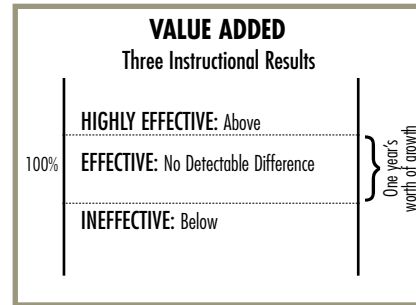 VALUE ADDED
Three Instructional Results
HIGHLY EFFECTIVE: Above
100%
EFFECTIVE: No Detectable Difference
INEFFECTIVE: Below
One year's
worth of growth